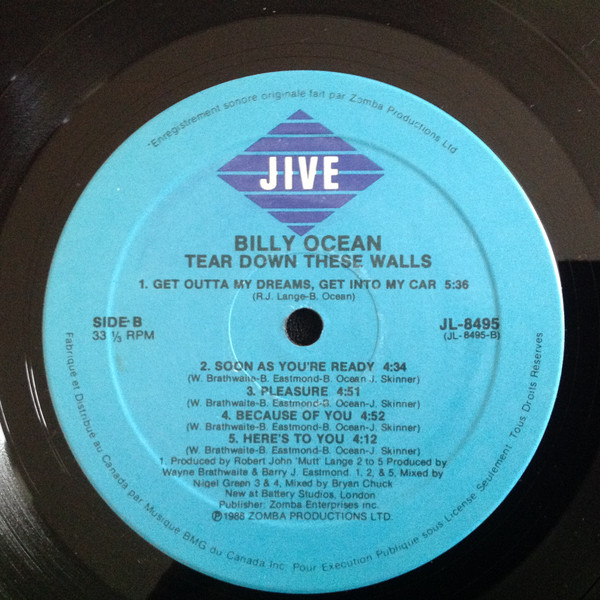 "Enregistrement sonore originale fait par Zomba Productions Ltd
JIVE
BILLY OCEAN
TEAR DOWN THESE WALLS
1. GET OUTTA MY DREAMS, GET INTO MY CAR 5:36
(R.J. Lange-B. Ocean)
SIDE-B
33 ⅓ RPM
JL-8495
(JL-8495-B)
2. SOON AS YOU'RE READY 4:34
(W. Brathwaite-B. Eastmond-B. Ocean-J. Skinner)
3. PLEASURE 4:51
(W. Brathwaite-B. Eastmond-B. Ocean-J. Skinner)
4. BECAUSE OF YOU 4:52
(W. Brathwaite-B. Eastmond-B. Ocean-J. Skinner)
5. HERE'S TO YOU 4:12
(W. Brathwaite-B. Eastmond-B. Ocean-J. Skinner)
1. Produced by Robert John 'Mutt' Lange 2 to 5 Produced by
Wayne Brathwaite & Barry J. Eastmond. 1, 2, & 5. Mixed by
Nigel Green 3 & 4, Mixed by Bryan Chuck
New at Battery Studios, London
Publisher: Zomba Enterprises Inc.
℗1988 ZOMBA PRODUCTIONS LTD.
Fabriqué et Distribué au Canada par Musique BMG du Canada Inc. Pour Exécution Publique sous License Seulement. Tous Droits Réservés